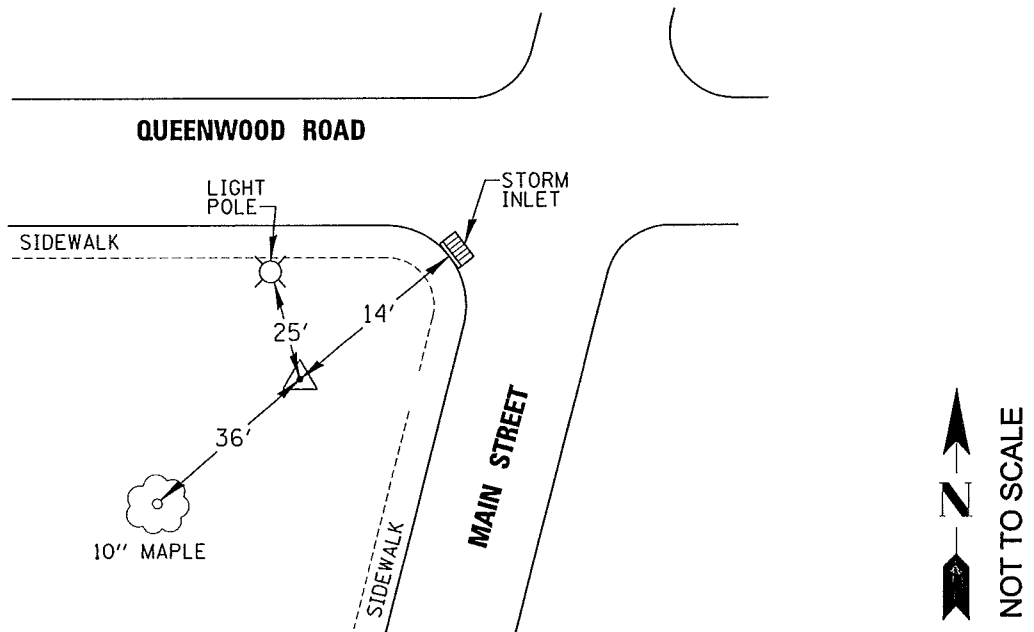 QUEENWOOD ROAD
LIGHT
POLE
STORM
INLET
SIDEWALK
14'
25'
36'
10" MAPLE
MAIN STREET
SIDEWALK
N
NOT TO SCALE